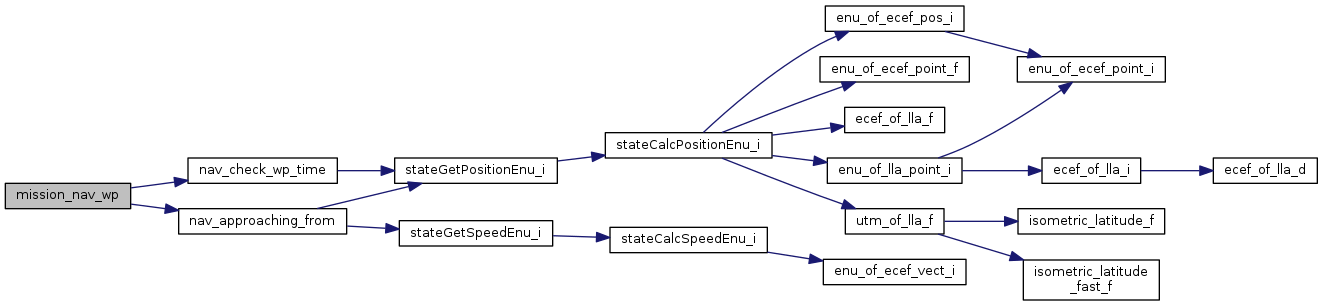 mission_nav_wp
nav_check_wp_time
nav_approaching_from
stateGetPositionEnu_i
stateGetSpeedEnu_i
stateCalcPositionEnu_i
stateCalcSpeedEnu_i
enu_of_ecef_pos_i
enu_of_ecef_point_f
ecef_of_lla_f
enu_of_lla_point_i
utm_of_lla_f
enu_of_ecef_vect_i
enu_of_ecef_point_i
ecef_of_lla_i
isometric_latitude_f
isometric_latitude
_fast_f
ecef_of_lla_d